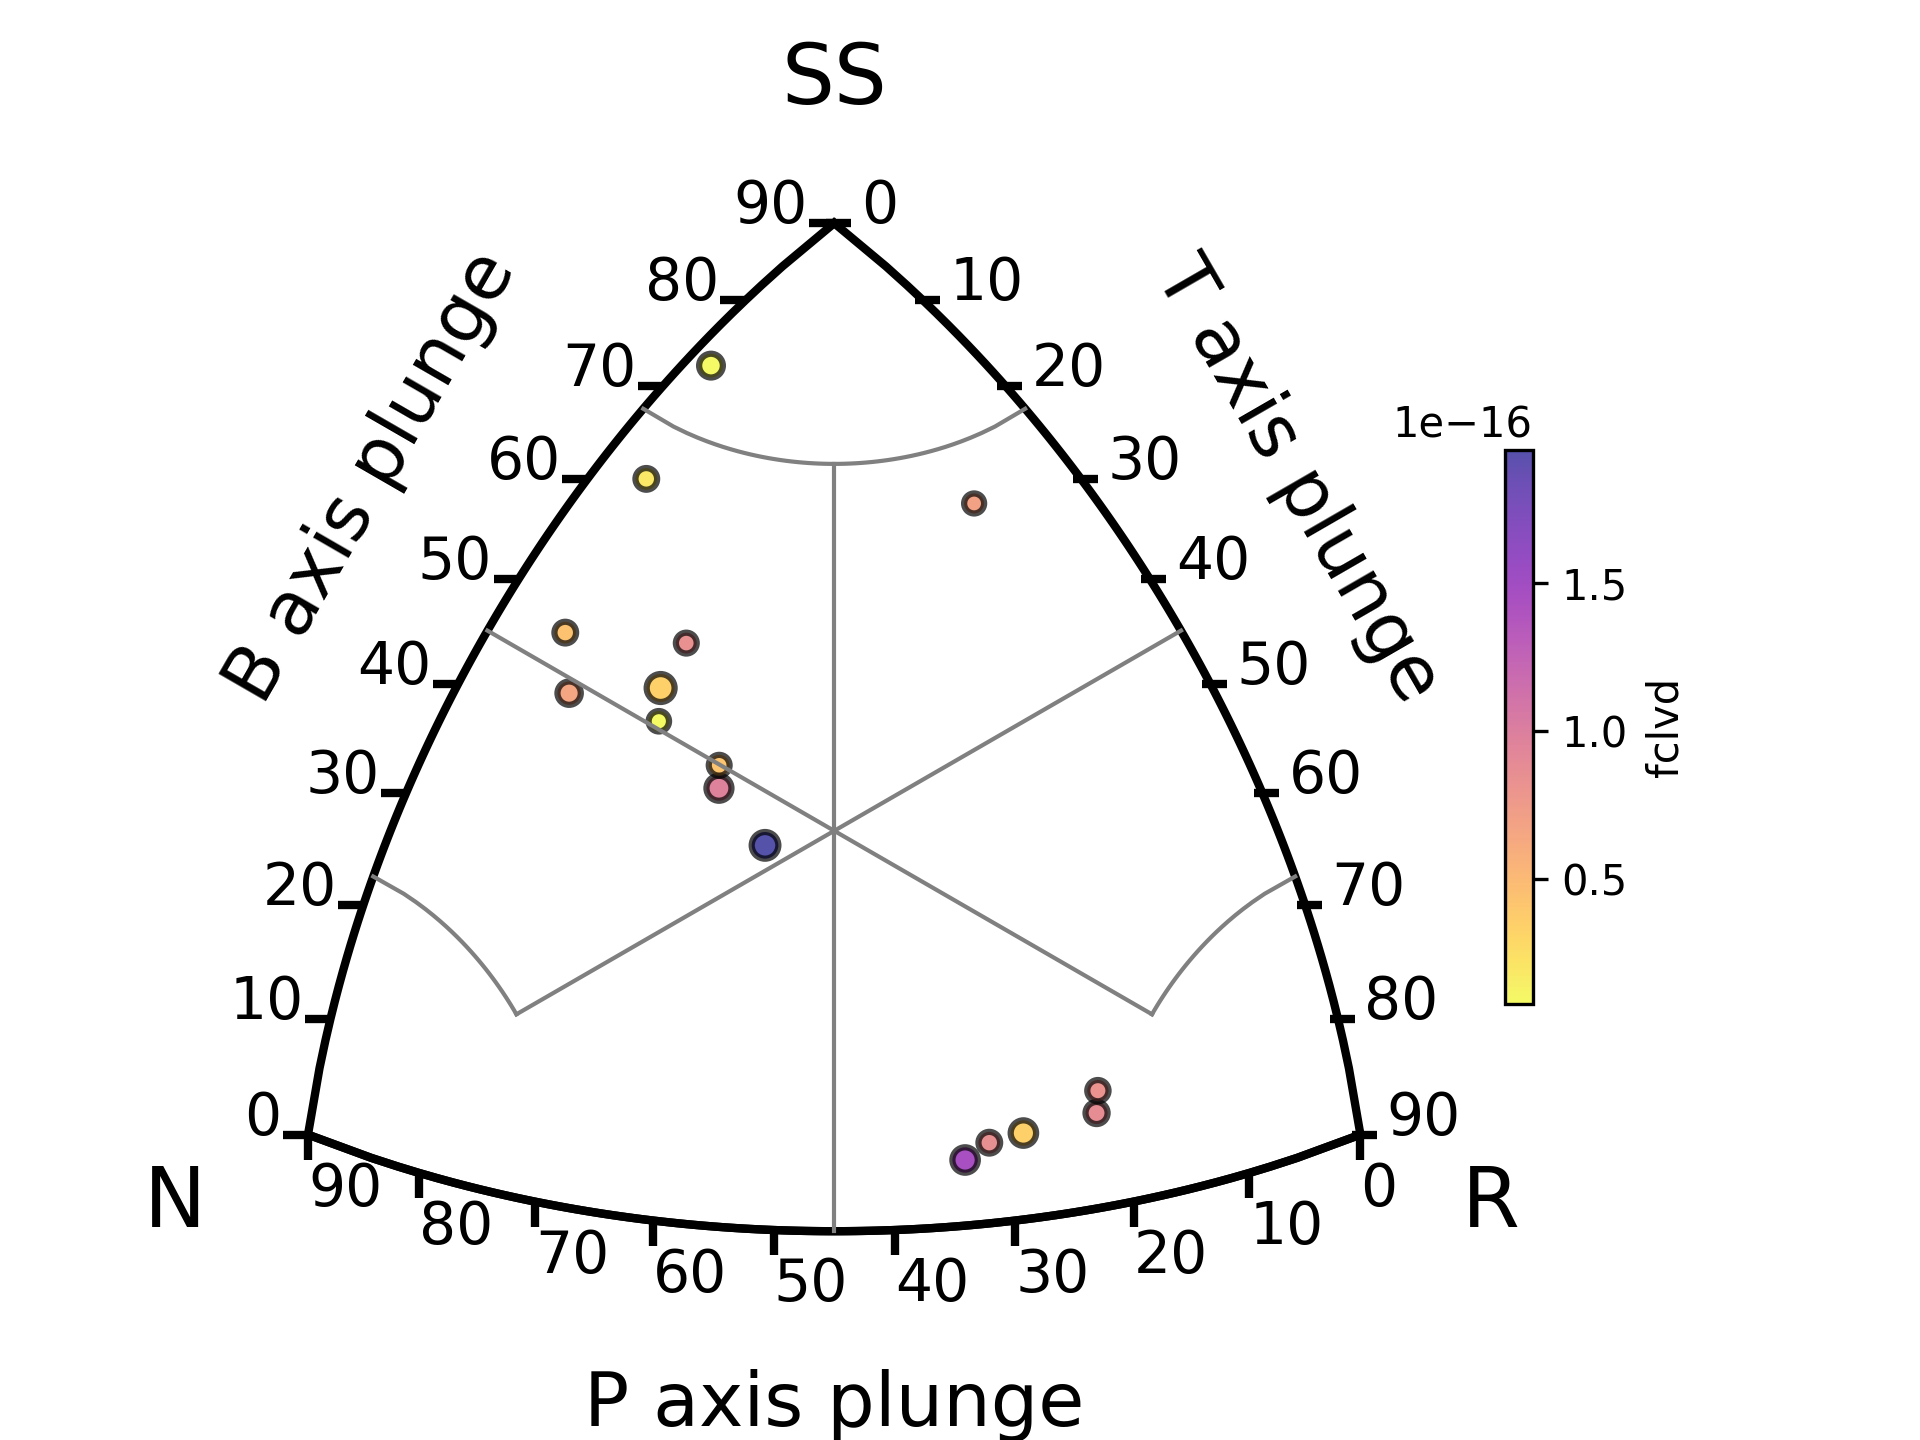 SS
90 0
80 10
70 20
60 30
50 40
40 50
30 60
20 70
10 80
0 90
B axis plunge
T axis plunge
N R
90 80 70 60 50 40 30 20 10 0
P axis plunge
1e−16
1.5
1.0
0.5
fclvd